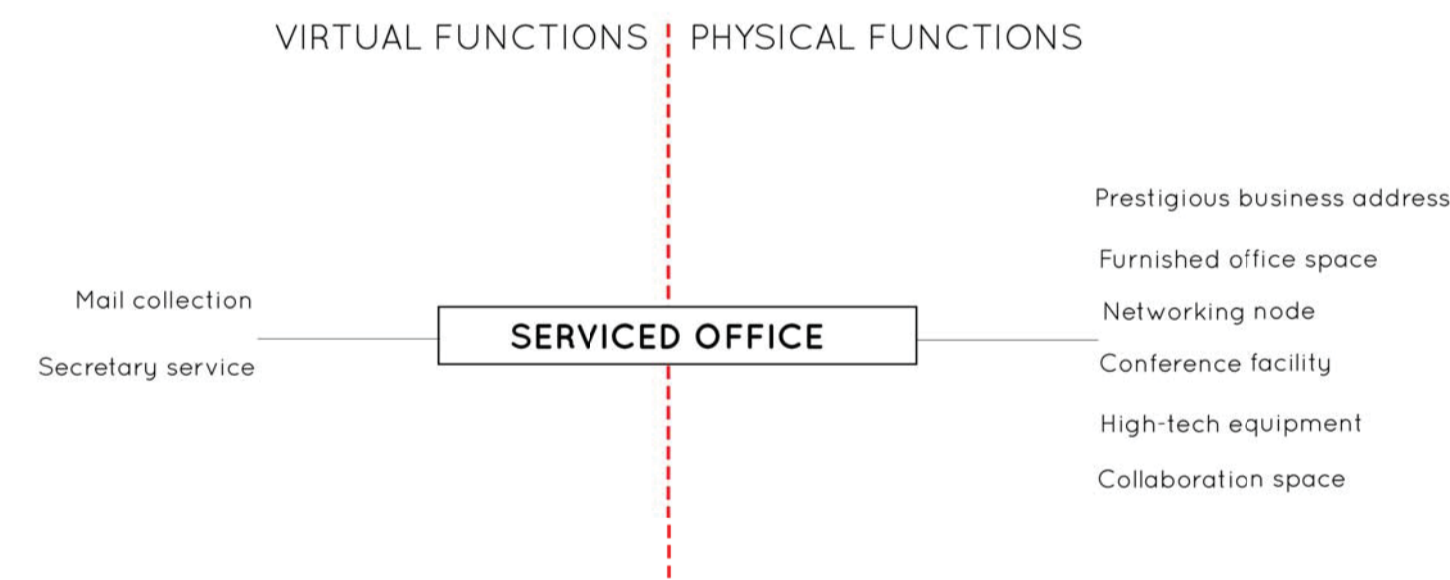 VIRTUAL FUNCTIONS
PHYSICAL FUNCTIONS
Mail collection
Secretary service
SERVICED OFFICE
Prestigious business address
Furnished office space
Networking node
Conference facility
High-tech equipment
Collaboration space